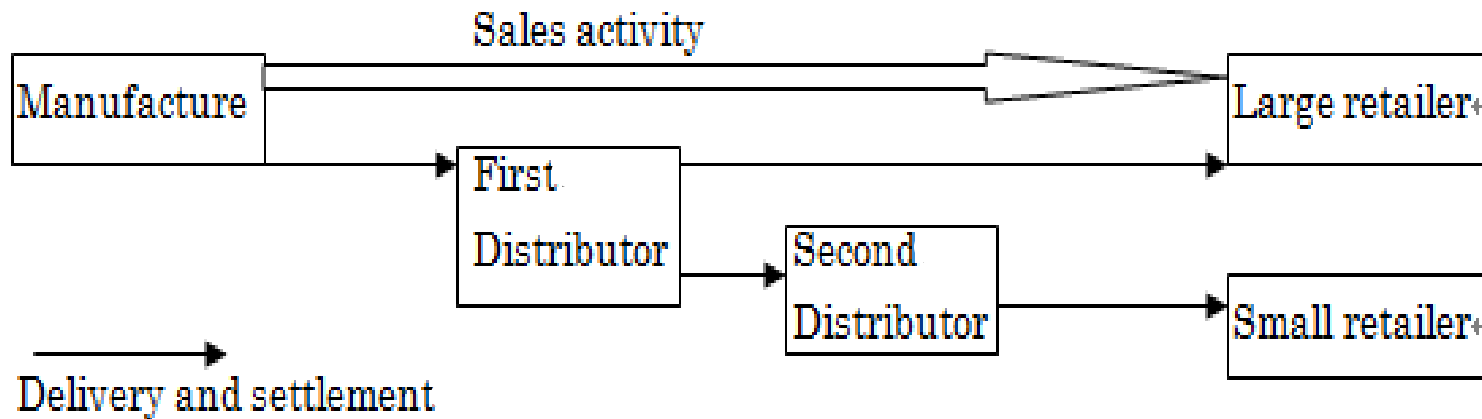 Sales activity
Manufacture
Large retailer
First
Distributor
Second
Distributor
Small retailer
Delivery and settlement